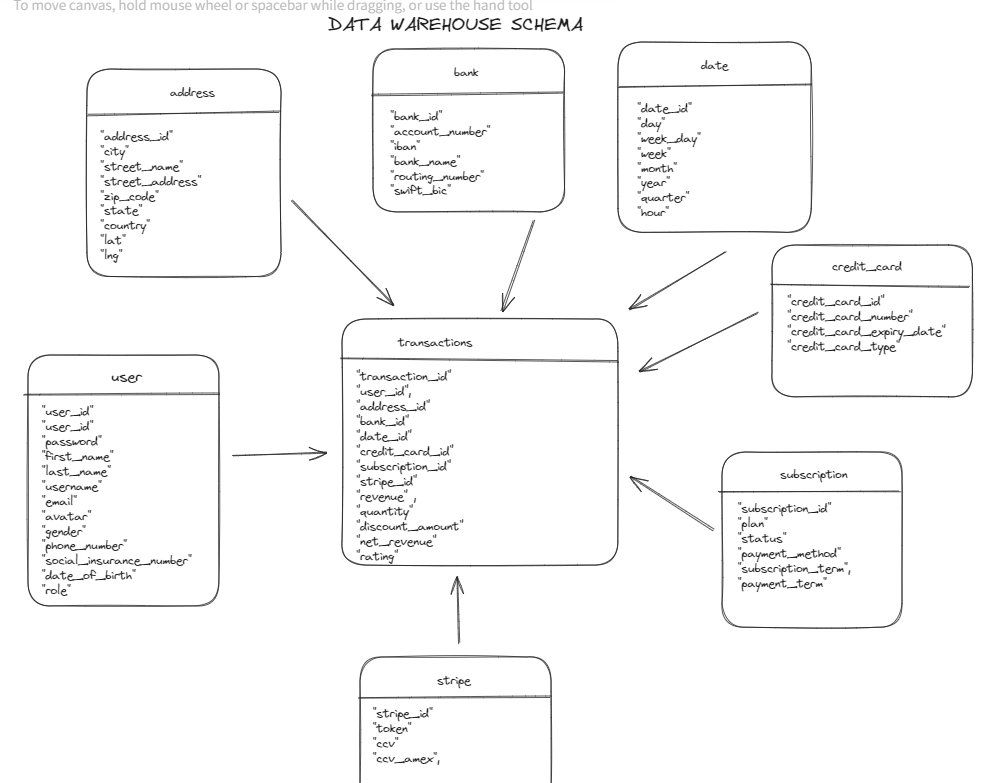 To move canvas, hold mouse wheel or spacebar while dragging, or use the hand tool
DATA WAREHOUSE SCHEMA
address
"address_id"
"city"
"street_name"
"street_address"
"zip_code"
"state"
"country"
"lat"
"lng"
bank
"bank_id"
"account_number"
"iban"
"bank_name"
"routing_number"
"swift_bic"
date
"date_id"
"day"
"week_day"
"week"
"month"
"year"
"quarter"
"hour"
credit_card
"credit_card_id"
"credit_card_number"
"credit_card_expiry_date"
"credit_card_type"
transactions
"transaction_id"
"user_id",
"address_id"
"bank_id"
"date_id"
"credit_card_id"
"subscription_id"
"stripe_id"
"revenue" ,
"quantity"
"discount_amount"
"net_revenue"
"rating"
user
"user_id"
"user_id"
"password"
"first_name"
"last_name"
"username"
"email"
"avatar"
"gender"
"phone_number"
"social_insurance_number"
"date_of_birth"
"role"
subscription
"subscription_id"
"plan"
"status"
"payment_method"
"subscription_term",
"payment_term"
stripe
"stripe_id"
"token"
"ccv"
"ccv_amex",